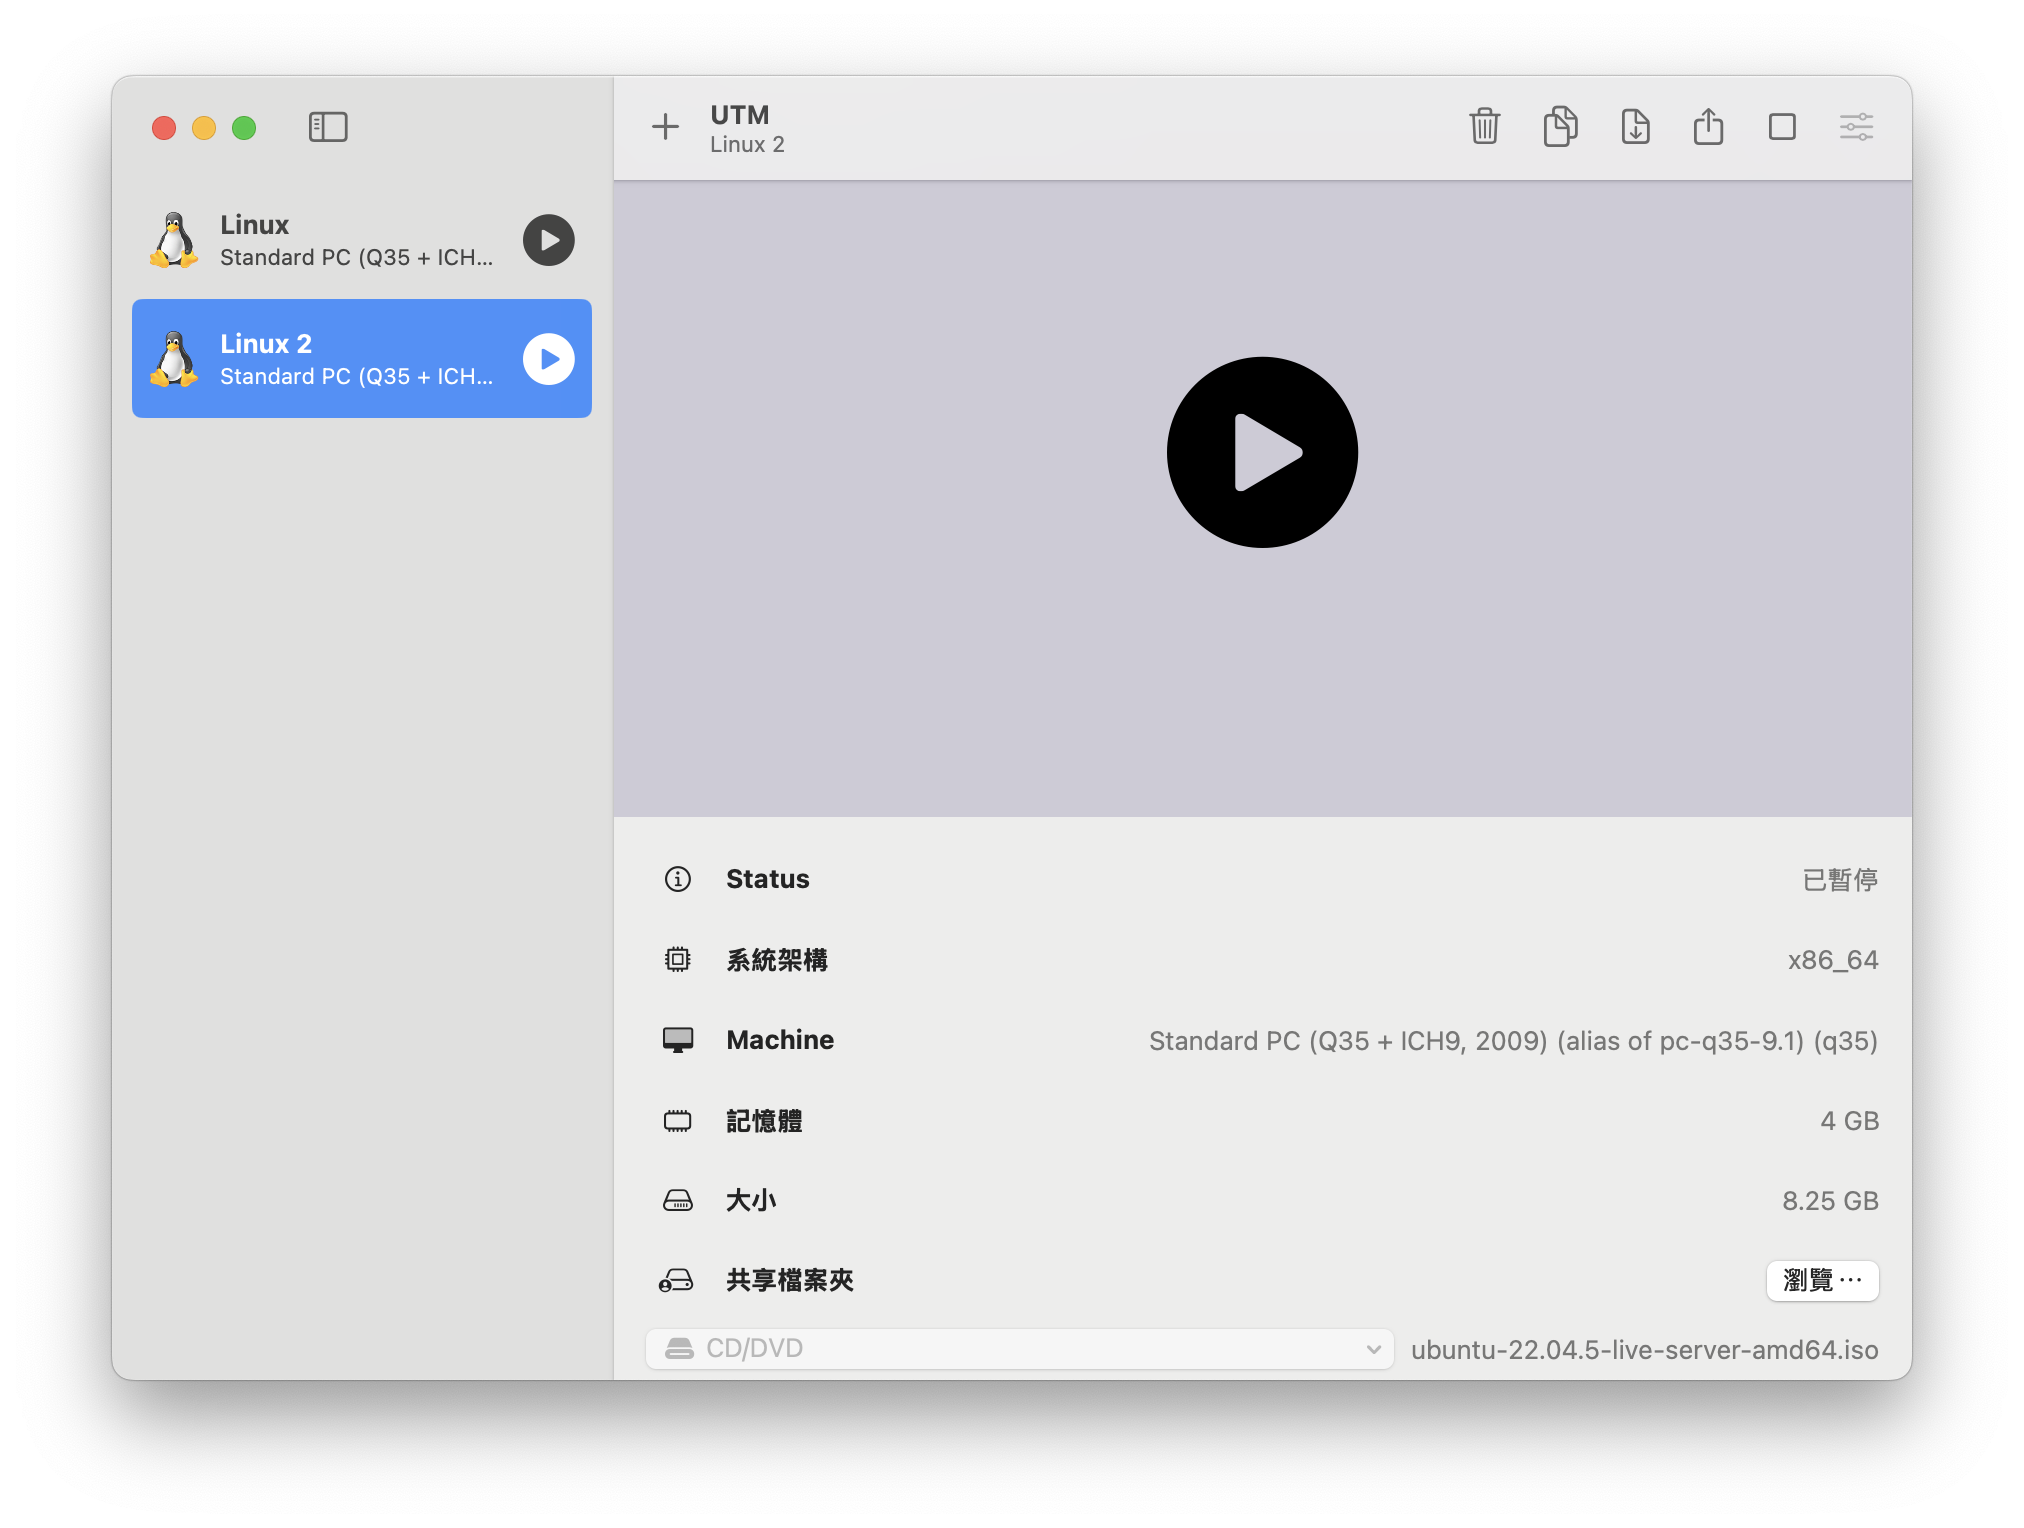 UTM
Linux 2
Linux
Standard PC (Q35 + ICH...
Linux 2
Standard PC (Q35 + ICH...
Status 已暫停
系統架構 x86_64
Machine Standard PC (Q35 + ICH9, 2009) (alias of pc-q35-9.1) (q35)
記憶體 4 GB
大小 8.25 GB
共享檔案夾 瀏覽⋯
CD/DVD ubuntu-22.04.5-live-server-amd64.iso